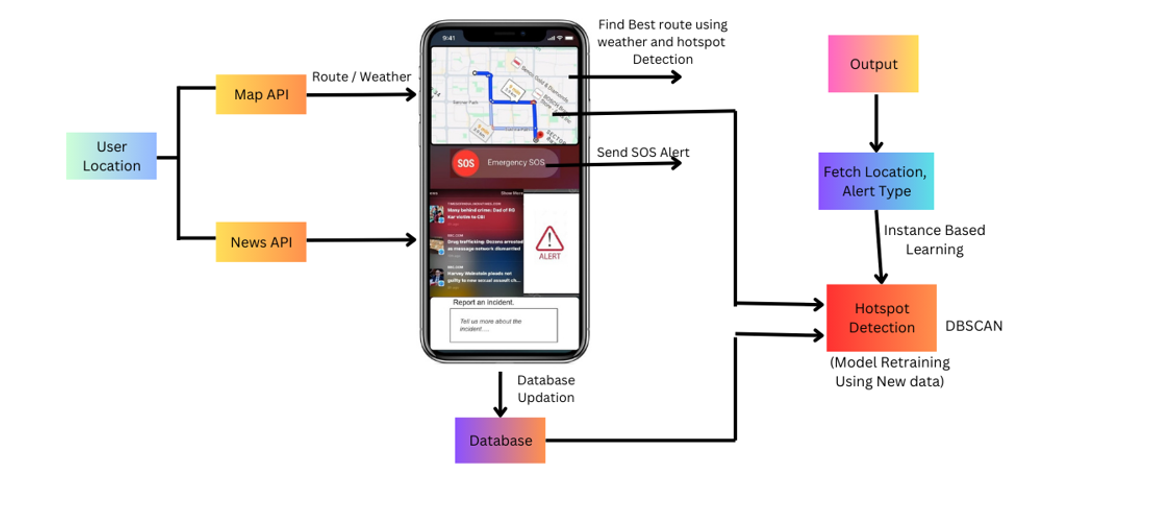 User
Location
Map API
News API
Route / Weather
9:41
SOS
Emergency SOS
Show More
Messy behind crime: Dad of RG
Kar victim to CBI
Drug trafficking: Dozens arrested
as message network dismantled
Harvey Weinstein pleads not
guilty to new sexual assault ch...
ALERT
Report an incident.
Tell us more about the
incident ....
Find Best route using
weather and hotspot
Detection
Send SOS Alert
Database
Updation
Database
Output
Fetch Location,
Alert Type
Instance Based
Learning
Hotspot
Detection
DBSCAN
(Model Retraining
Using New data)